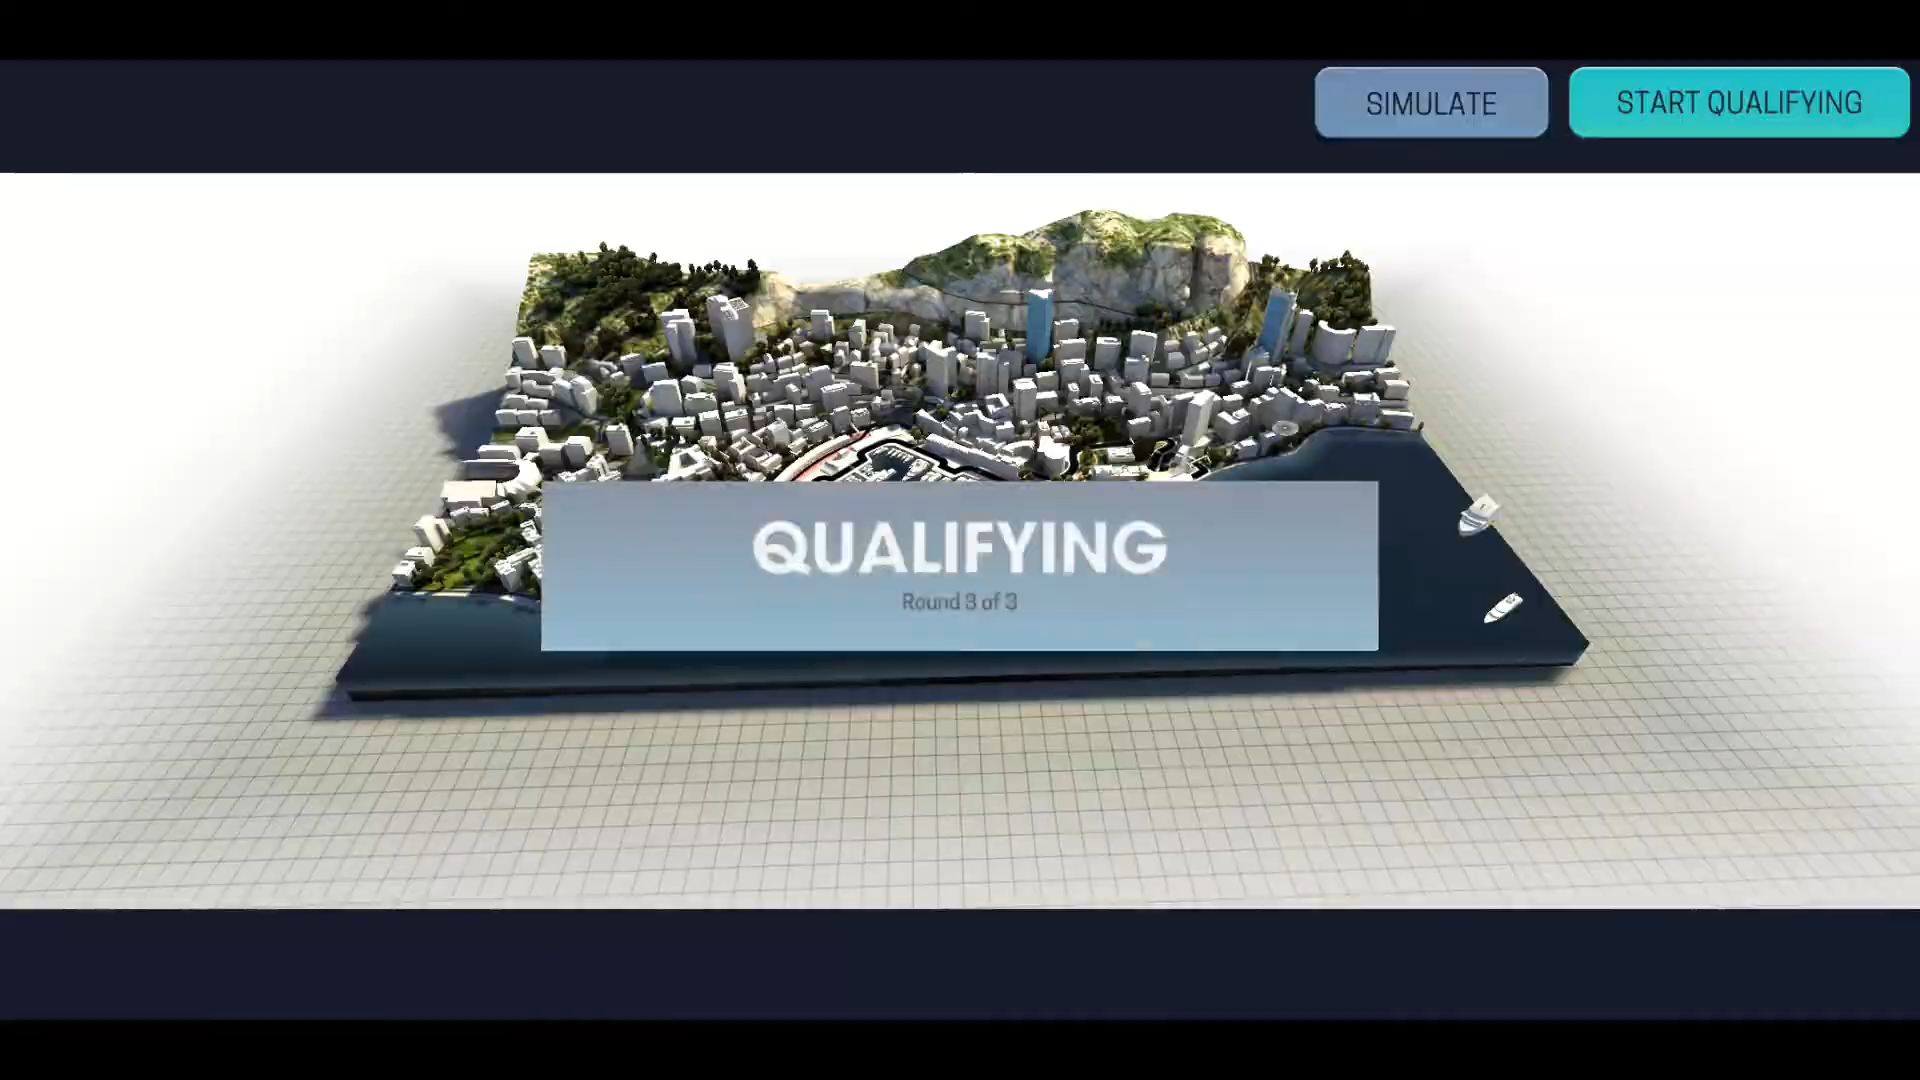 SIMULATE
START QUALIFYING
QUALIFYING
Round 3 of 3